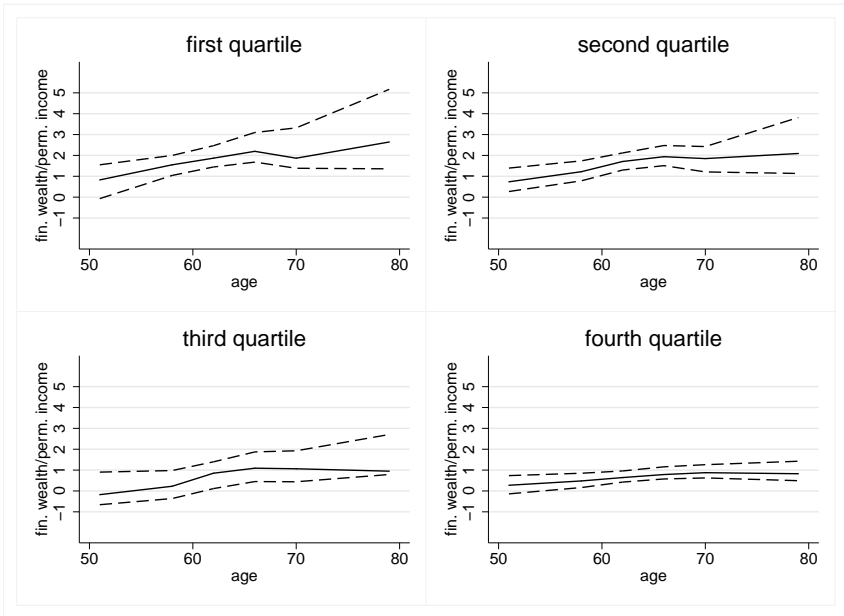 first quartile
fin. wealth/perm. income
5
4
3
2
1
0
−1
50 60 70 80
age
second quartile
fin. wealth/perm. income
5
4
3
2
1
0
−1
50 60 70 80
age
third quartile
fin. wealth/perm. income
5
4
3
2
1
0
−1
50 60 70 80
age
fourth quartile
fin. wealth/perm. income
5
4
3
2
1
0
−1
50 60 70 80
age